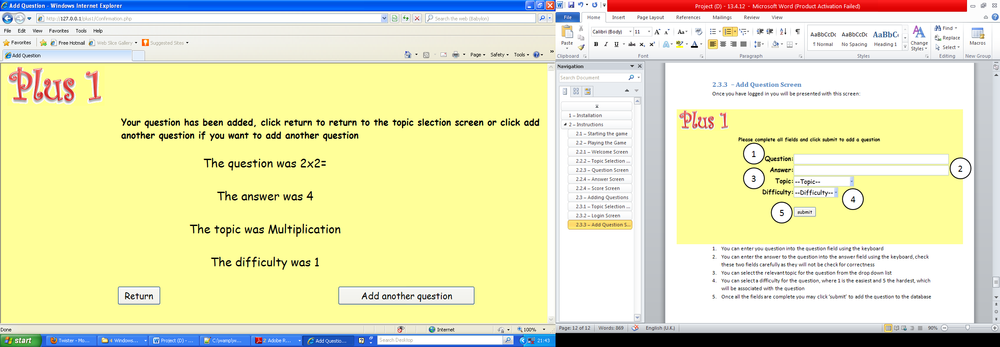 Add Question - Windows Internet Explorer
http://127.0.0.1/plus1/Confirmation.php
Search the web (Babylon)
File Edit View Favorites Tools Help
Favorites Free Hotmail Web Slice Gallery Suggested Sites
Add Question
Page Safety Tools
Plus 1
Your question has been added, click return to return to the topic slection screen or click add
another question if you want to add another question
The question was 2x2=
The answer was 4
The topic was Multiplication
The difficulty was 1
Return
Add another question
Done
Internet
100%
start
Twister - Mo...
4 Windows...
Project (D) - ...
C:\wamp\w...
2 Adobe R...
Add Questio...
Search Desktop
21:43
Project (D) - 13.4.12 - Microsoft Word (Product Activation Failed)
File Home Insert Page Layout References Mailings Review View
Paste
Clipboard
Calibri (Body) 11
Font
Paragraph
AaBbCcDc AaBbCcDc AaBbC
¶ Normal No Spacing Heading 1
Change
Styles
Styles
Find
Replace
Select
Editing
Macros
New Group
Navigation
Search Document
1 – Installation
2 – Instructions
2.1 – Starting the game
2.2 – Playing the Game
2.2.1 – Welcome Screen
2.2.2 – Topic Selection ...
2.2.3 – Question Screen
2.2.4 – Answer Screen
2.2.4 – Score Screen
2.3 – Adding Questions
2.3.1 – Topic Selection ...
2.3.2 – Login Screen
2.3.3 – Add Question S...
2.3.3 – Add Question Screen
Once you have logged in you will be presented with this screen:
Plus 1
Please complete all fields and click submit to add a question
1
Question:
2
Answer:
3
Topic: --Topic--
Difficulty: --Difficulty--
4
5
submit
1. You can enter you question into the question field using the keyboard
2. You can enter the answer to the question into the answer field using the keyboard, check
these two fields carefully as they will not be check for correctness
3. You can select the relevant topic for the question from the drop down list
4. You can select a difficulty for the question, where 1 is the easiest and 5 the hardest, which
will be associated with the question
5. Once all the fields are complete you may click ‘submit’ to add the question to the database
Page: 12 of 12 Words: 869 English (U.K.) 90%